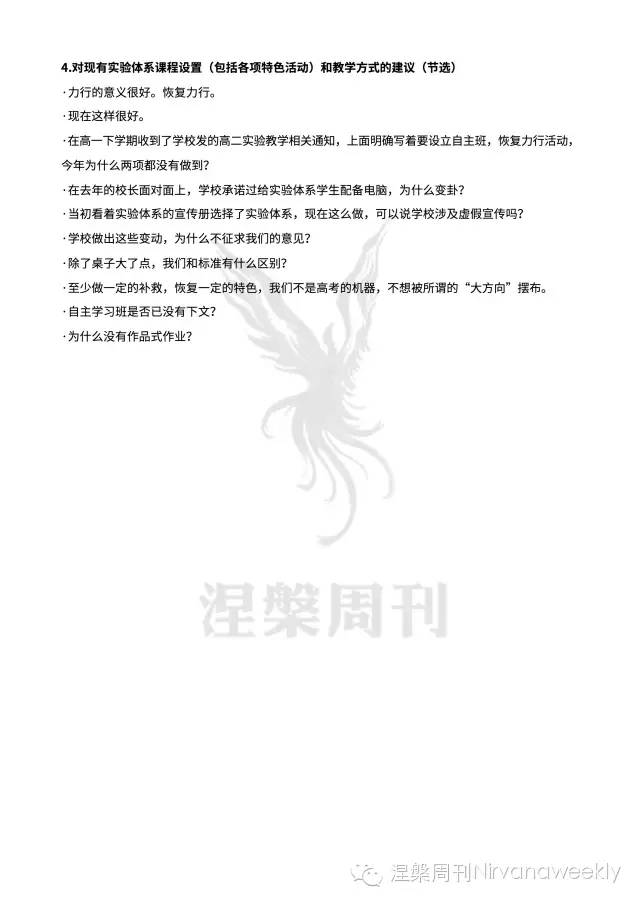 4.对现有实验体系课程设置（包括各项特色活动）和教学方式的建议（节选）
·力行的意义很好。恢复力行。
·现在这样很好。
·在高一下学期收到了学校发的高二实验教学相关通知，上面明确写着要设立自主班，恢复力行活动，
今年为什么两项都没有做到？
·在去年的校长面对面上，学校承诺过给实验体系学生配备电脑，为什么变卦？
·当初看着实验体系的宣传册选择了实验体系，现在这么做，可以说学校涉及虚假宣传吗？
·学校做出这些变动，为什么不征求我们的意见？
·除了桌子大了点，我们和标准有什么区别？
·至少做一定的补救，恢复一定的特色，我们不是高考的机器，不想被所谓的“大方向”摆布。
·自主学习班是否已没有下文？
·为什么没有作品式作业？
涅槃周刊
涅槃周刊Nirvanaweekly